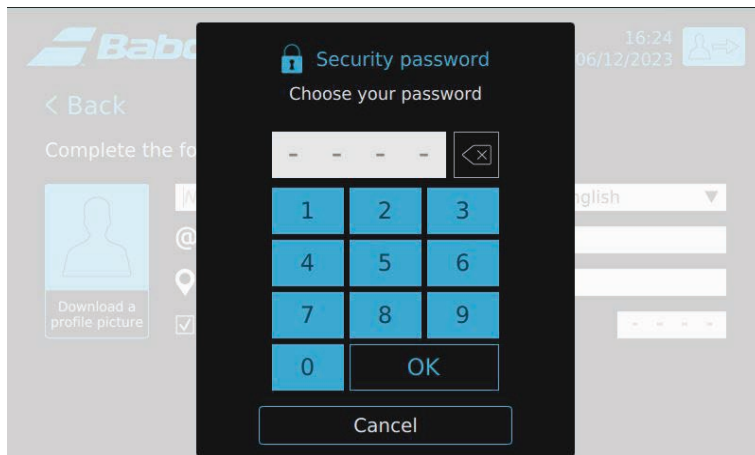 Babo
16:24
06/12/2023
Security password
Choose your password
< Back
Complete the fo
- - - -
1 2 3
4 5 6
7 8 9
0 OK
Cancel
nglish
@
Download a
profile picture
- - - -